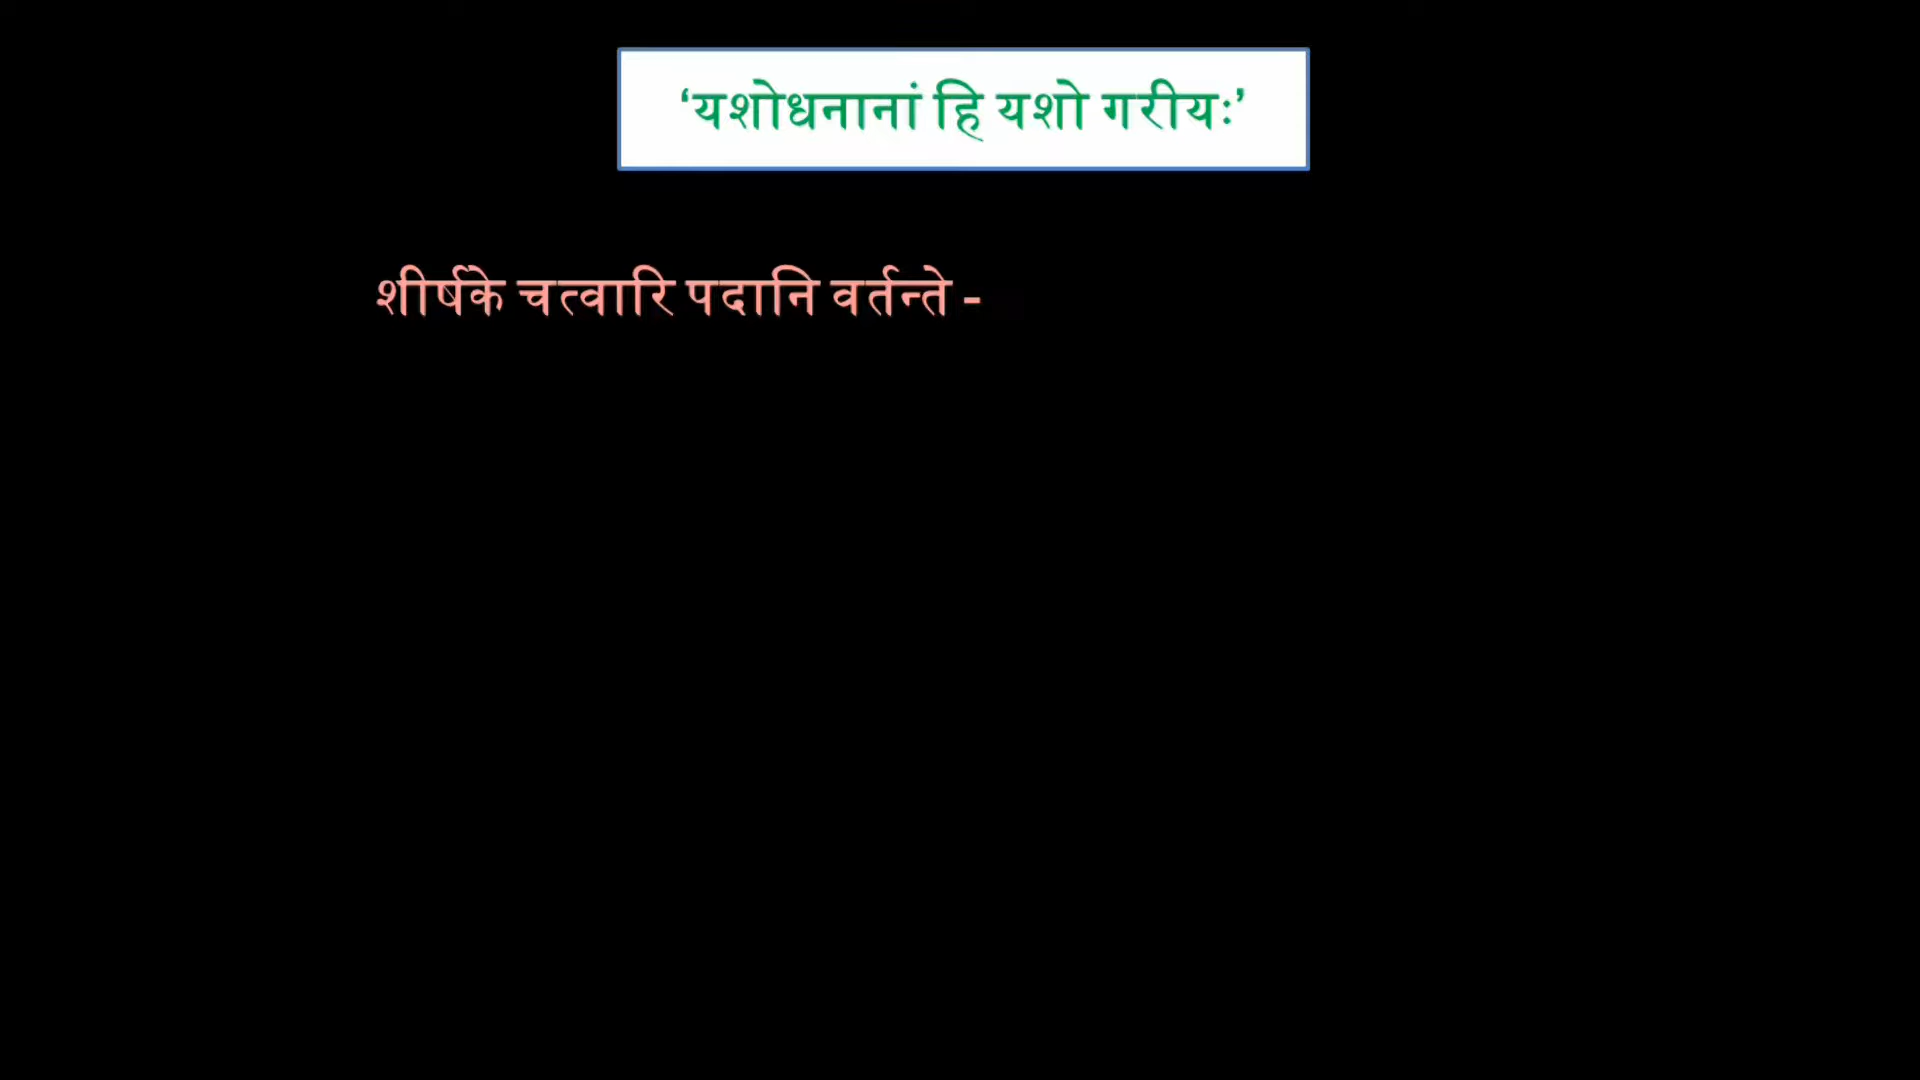 ‘यशोधनानां हि यशो गरीयः’
शीर्षके चत्वारि पदानि वर्तन्ते -